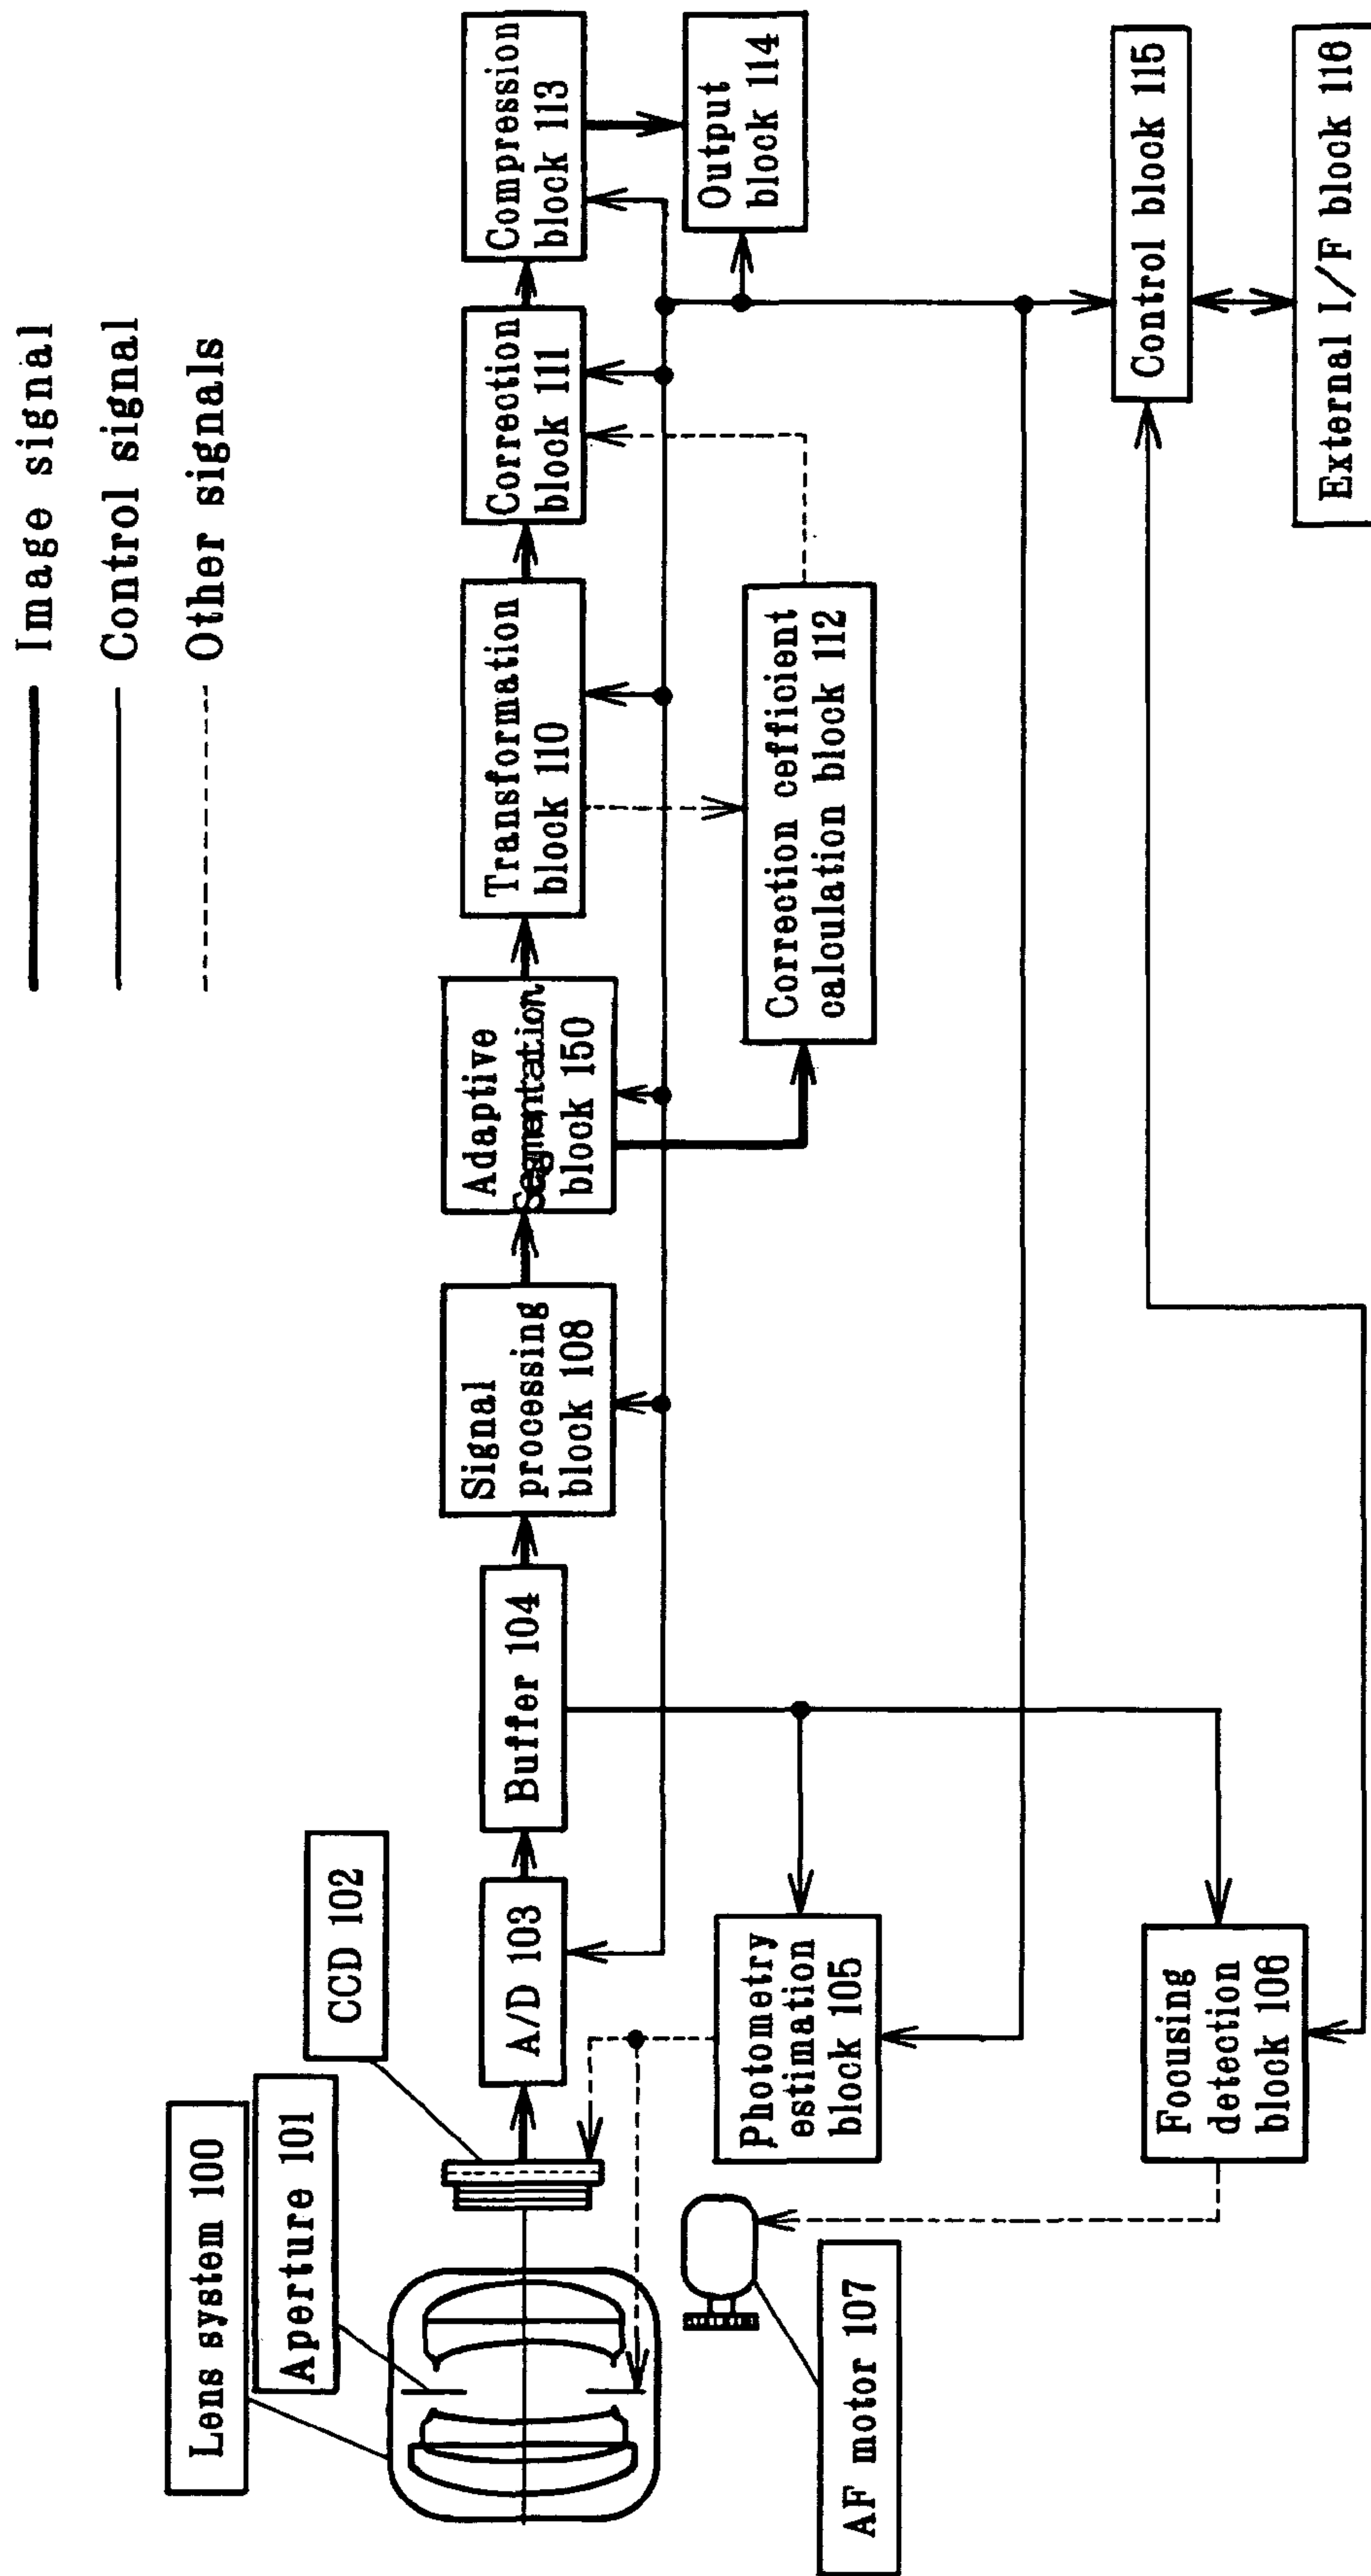 Image signal
Control signal
Other signals
Lens system 100
Aperture 101
CCD 102
A/D 103
Buffer 104
Signal
processing
block 108
Adaptive
Segmentation
block 150
Transformation
block 110
Correction
block 111
Compression
block 113
Output
block 114
Correction cefficient
calculation block 112
Photometry
estimation
block 105
AF motor 107
Focusing
detection
block 106
Control block 115
External I/F block 116